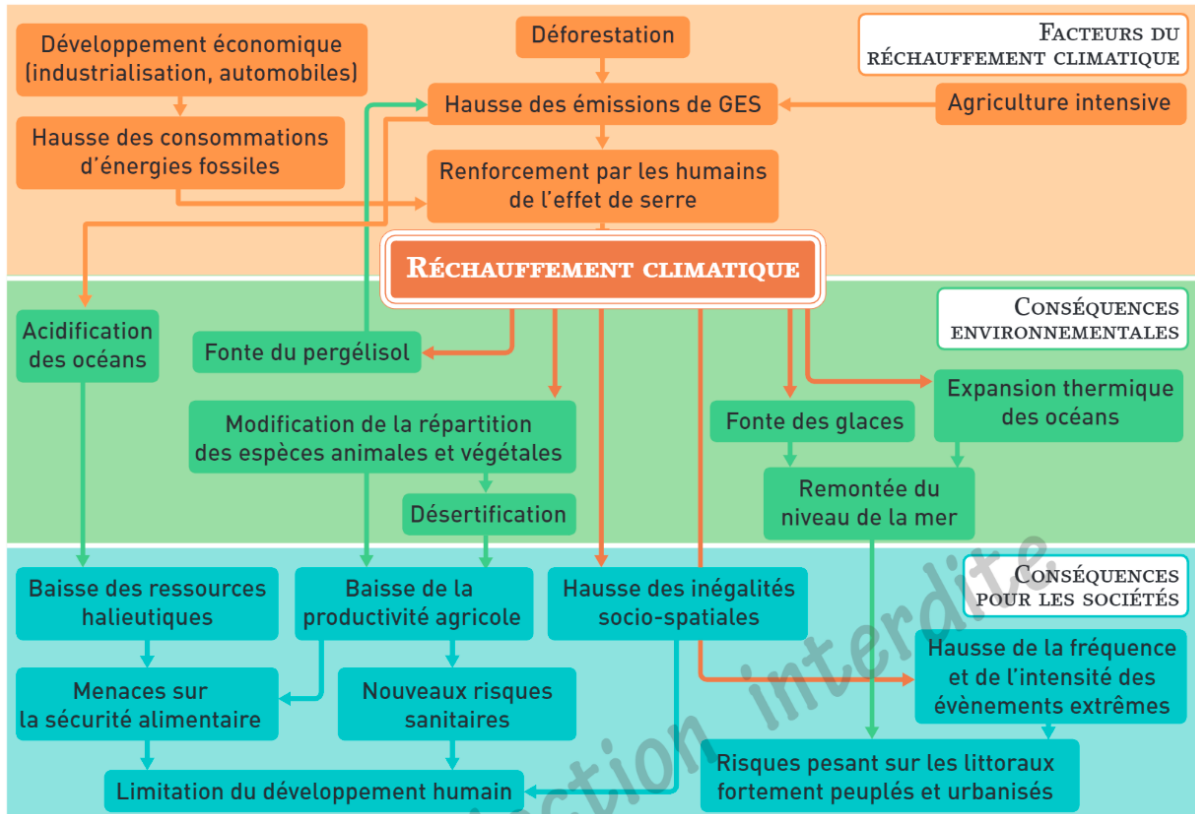 Développement économique
(industrialisation, automobiles)
Déforestation
FACTEURS DU
RÉCHAUFFEMENT CLIMATIQUE
Hausse des émissions de GES
Agriculture intensive
Hausse des consommations
d'énergies fossiles
Renforcement par les humains
de l'effet de serre
RÉCHAUFFEMENT CLIMATIQUE
CONSÉQUENCES
ENVIRONNEMENTALES
Acidification
des océans
Fonte du pergélisol
Modification de la répartition
des espèces animales et végétales
Fonte des glaces
Expansion thermique
des océans
Désertification
Remontée du
niveau de la mer
CONSÉQUENCES
POUR LES SOCIÉTÉS
Baisse des ressources
halieutiques
Baisse de la
productivité agricole
Hausse des inégalités
socio-spatiales
Hausse de la fréquence
et de l'intensité des
évènements extrêmes
Menaces sur
la sécurité alimentaire
Nouveaux risques
sanitaires
Limitation du développement humain
Risques pesant sur les littoraux
fortement peuplés et urbanisés
interdite